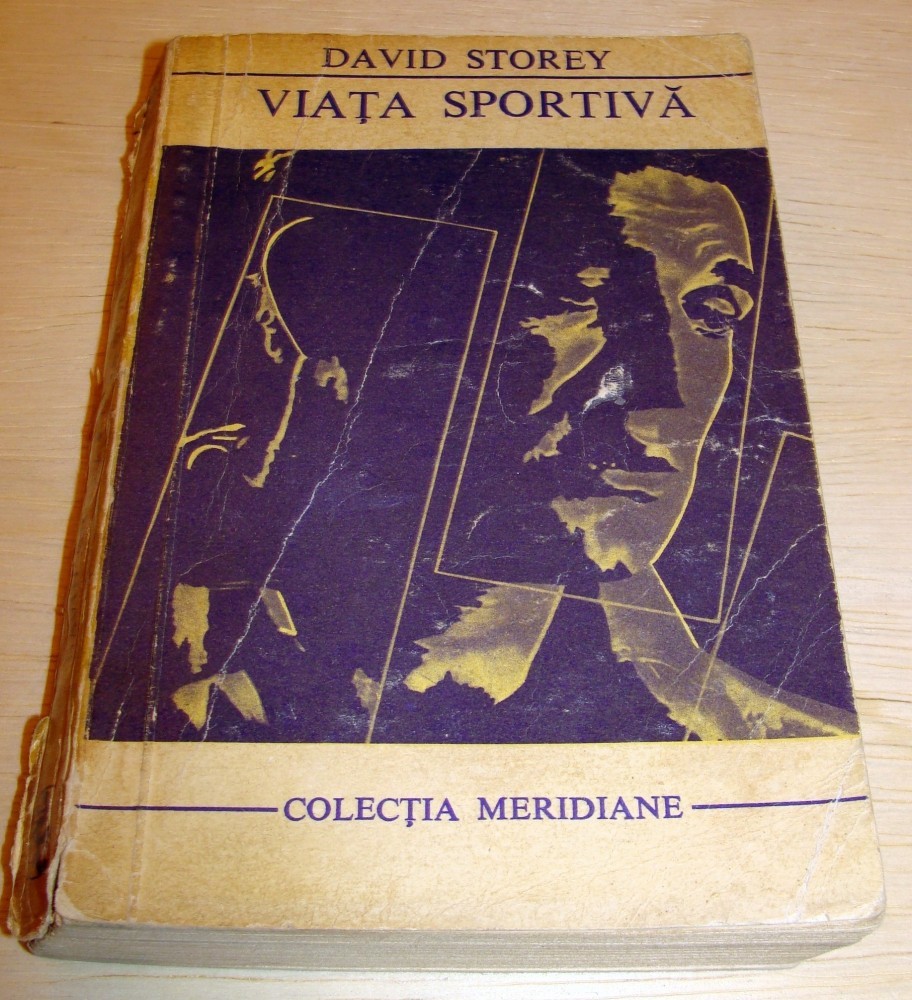 DAVID STOREY
VIAȚA SPORTIVĂ
COLECȚIA MERIDIANE